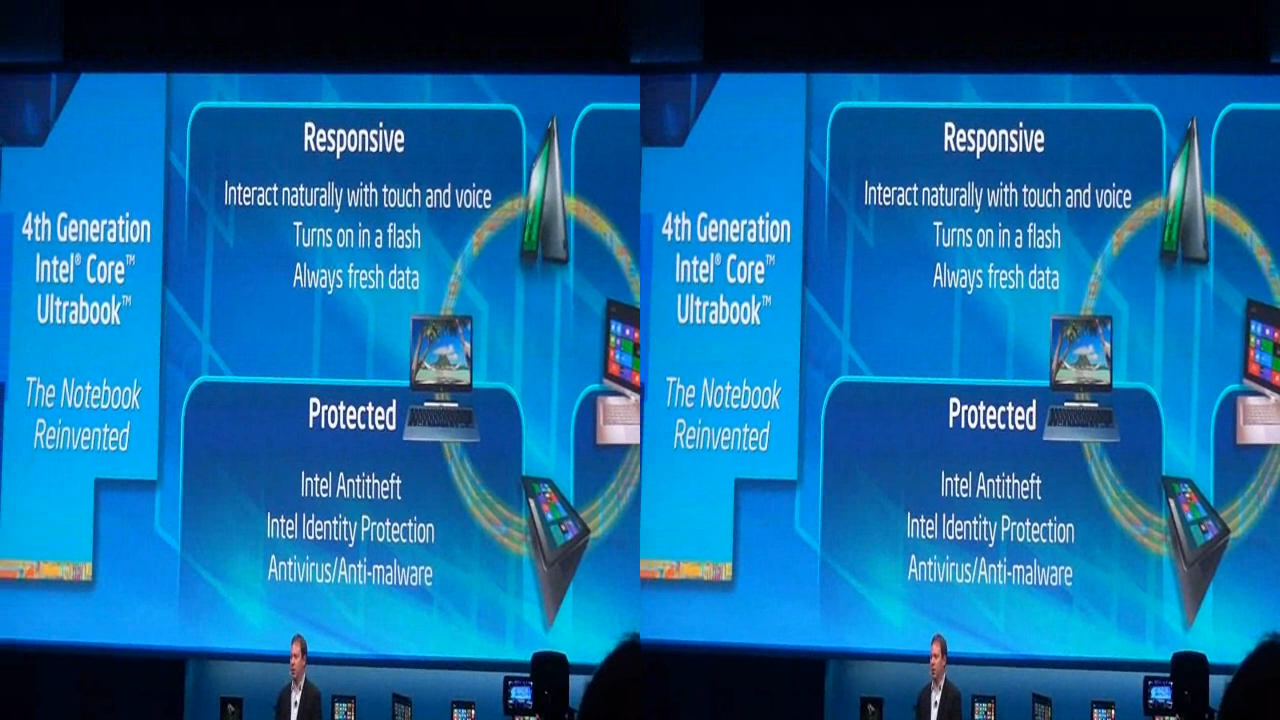 4th Generation
Intel® Core™
Ultrabook™
The Notebook
Reinvented
Responsive
Interact naturally with touch and voice
Turns on in a flash
Always fresh data
Protected
Intel Antitheft
Intel Identity Protection
Antivirus/Anti-malware
4th Generation
Intel® Core™
Ultrabook™
The Notebook
Reinvented
Responsive
Interact naturally with touch and voice
Turns on in a flash
Always fresh data
Protected
Intel Antitheft
Intel Identity Protection
Antivirus/Anti-malware